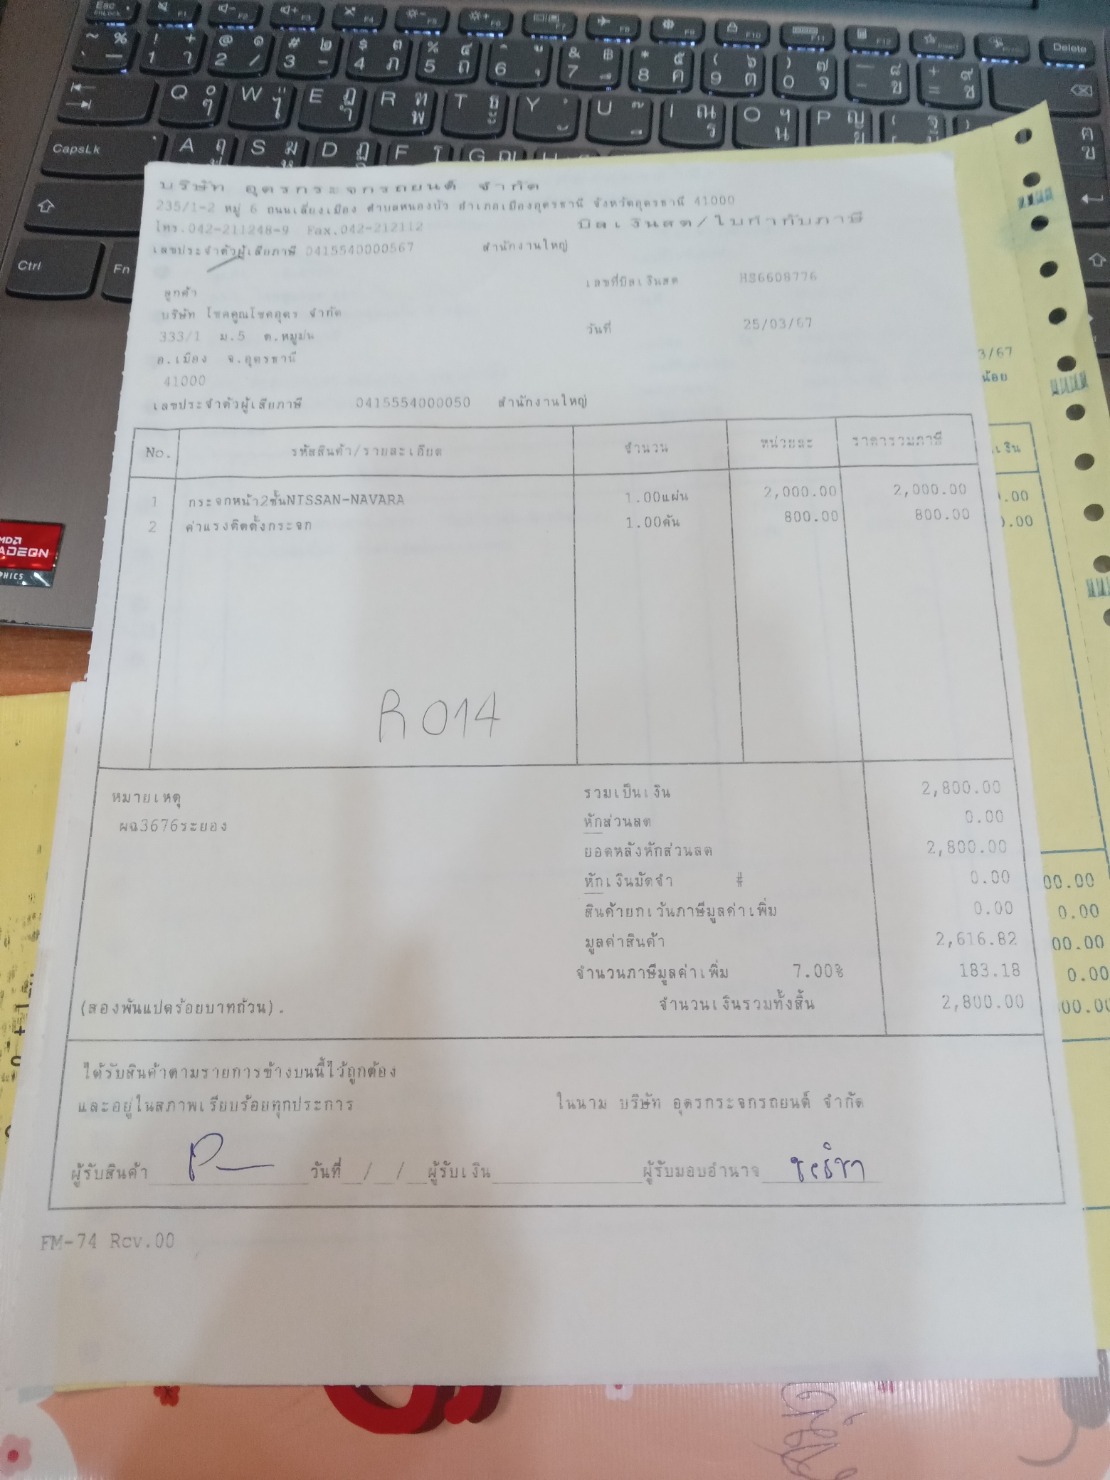 บริษัท อุดรกระจกรถยนต์ จำกัด
235/1-2 หมู่ 6 ถนนเลี่ยงเมือง ตำบลหนองบัว อำเภอเมืองอุดรธานี จังหวัดอุดรธานี 41000
โทร.042-211248-9 Fax.042-212112
บิลเงินสด/ใบกำกับภาษี
เลขประจำตัวผู้เสียภาษี 0415540000567 สำนักงานใหญ่
ลูกค้า
เลขที่บิลเงินสด HS6608776
บริษัท โชคคูณโชคอุดร จำกัด
333/1 ม.5 ต.หมูม่น
วันที่ 25/03/67
อ.เมือง จ.อุดรธานี
41000
เลขประจำตัวผู้เสียภาษี 0415554000050 สำนักงานใหญ่
No. รหัสสินค้า/รายละเอียด จำนวน หน่วยละ ราคารวมภาษี
1 กระจกหน้า2ชั้นNISSAN-NAVARA 1.00แผ่น 2,000.00 2,000.00
2 ค่าแรงติดตั้งกระจก 1.00คัน 800.00 800.00
R 014
หมายเหตุ
ผฉ3676ระยอง
รวมเป็นเงิน 2,800.00
หักส่วนลด 0.00
ยอดหลังหักส่วนลด 2,800.00
หักเงินมัดจำ # 0.00
สินค้ายกเว้นภาษีมูลค่าเพิ่ม 0.00
มูลค่าสินค้า 2,616.82
จำนวนภาษีมูลค่าเพิ่ม 7.00% 183.18
(สองพันแปดร้อยบาทถ้วน). จำนวนเงินรวมทั้งสิ้น 2,800.00
ได้รับสินค้าตามรายการข้างบนนี้ไว้ถูกต้อง
และอยู่ในสภาพเรียบร้อยทุกประการ
ในนาม บริษัท อุดรกระจกรถยนต์ จำกัด
ผู้รับสินค้า วันที่ / / ผู้รับเงิน ผู้รับมอบอำนาจ
FM-74 Rev.00